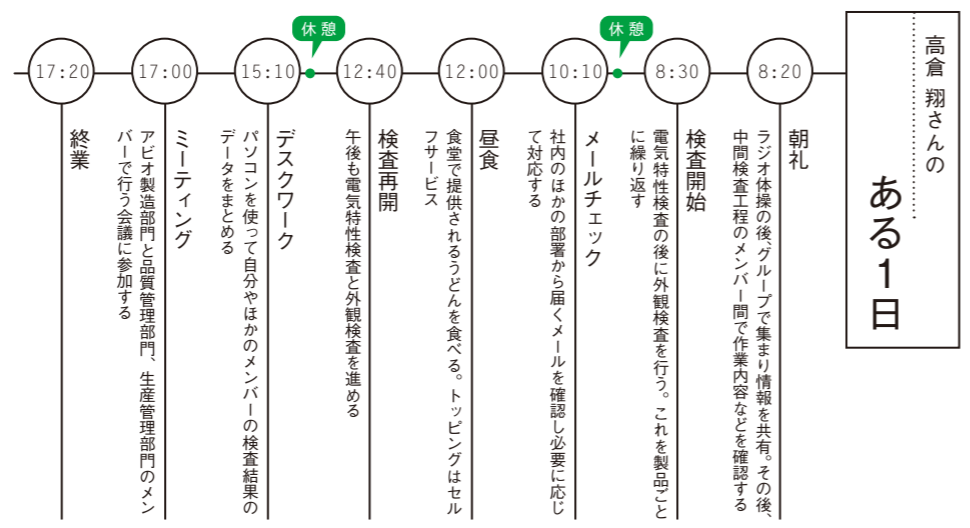 高倉 翔さんの
ある1日
8:20
朝礼
ラジオ体操の後、グループで集まり情報を共有。その後、
中間検査工程のメンバー間で作業内容などを確認する
8:30
検査開始
電気特性検査の後に外観検査を行う。これを製品ごと
に繰り返す
休憩
10:10
メールチェック
社内のほかの部署から届くメールを確認し必要に応じ
て対応する
12:00
昼食
食堂で提供されるうどんを食べる。トッピングはセル
フサービス
12:40
検査再開
午後も電気特性検査と外観検査を進める
休憩
15:10
デスクワーク
パソコンを使って自分やほかのメンバーの検査結果の
データをまとめる
17:00
ミーティング
アビオ製造部門と品質管理部門、生産管理部門のメン
バーで行う会議に参加する
17:20
終業